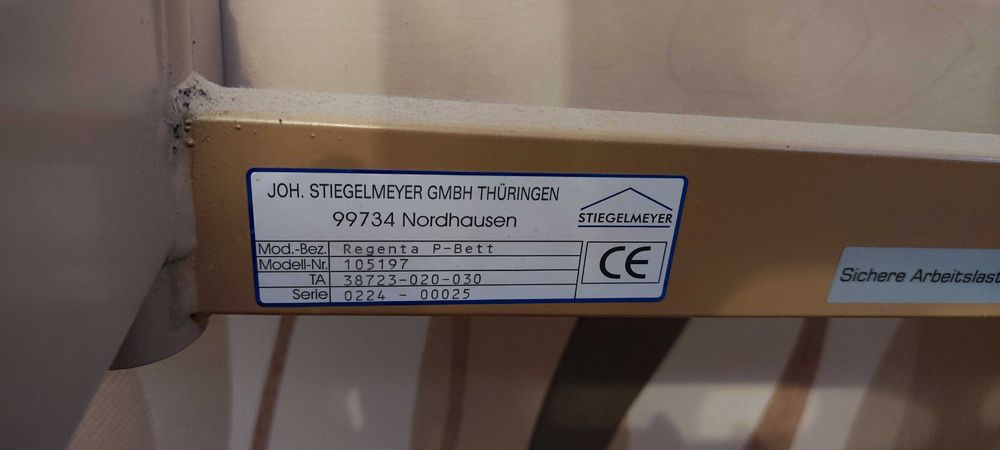 JOH. STIEGELMEYER GMBH THÜRINGEN
99734 Nordhausen
STIEGELMEYER
Mod.-Bez. Regenta P-Bett
Modell-Nr. 105197
TA 38723-020-030
Serie 0224 - 00025
CE
Sichere Arbeitslast